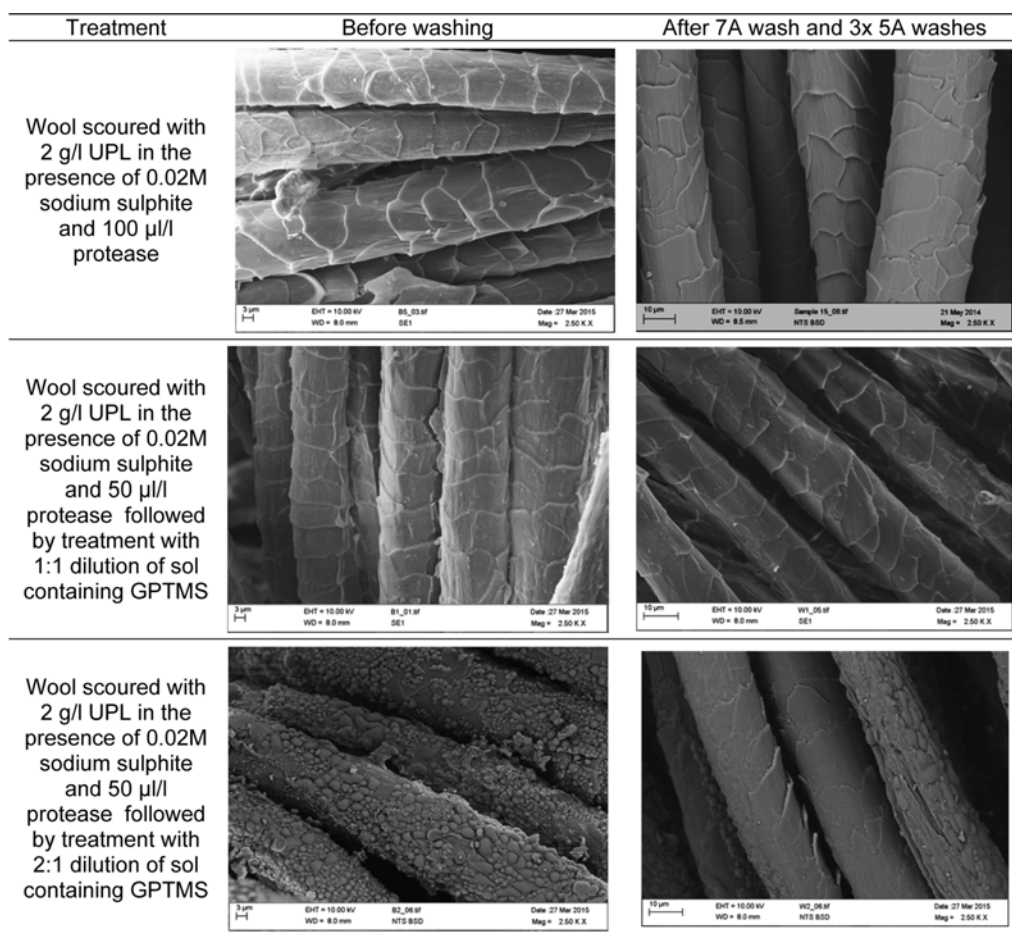 Treatment
Before washing
After 7A wash and 3x 5A washes
Wool scoured with
2 g/l UPL in the
presence of 0.02M
sodium sulphite
and 100 µl/l
protease
3 µm
EHT = 10.00 kV
WD = 8.0 mm
B5_03.tif
SE1
Date :27 Mar 2015
Mag = 2.50 K X
10 µm
EHT = 10.00 kV
WD = 8.5 mm
Sample 15_08.tif
NTS BSD
21 May 2014
Mag = 2.50 K X
Wool scoured with
2 g/l UPL in the
presence of 0.02M
sodium sulphite
and 50 µl/l
protease followed
by treatment with
1:1 dilution of sol
containing GPTMS
3 µm
EHT = 10.00 kV
WD = 8.0 mm
B1_01.tif
SE1
Date :27 Mar 2015
Mag = 2.50 K X
10 µm
EHT = 10.00 kV
WD = 8.0 mm
W1_05.tif
SE1
Date :27 Mar 2015
Mag = 2.50 K X
Wool scoured with
2 g/l UPL in the
presence of 0.02M
sodium sulphite
and 50 µl/l
protease followed
by treatment with
2:1 dilution of sol
containing GPTMS
3 µm
EHT = 10.00 kV
WD = 8.0 mm
B2_06.tif
NTS BSD
Date :27 Mar 2015
Mag = 2.50 K X
10 µm
EHT = 10.00 kV
WD = 8.0 mm
W2_06.tif
NTS BSD
Date :27 Mar 2015
Mag = 2.50 K X